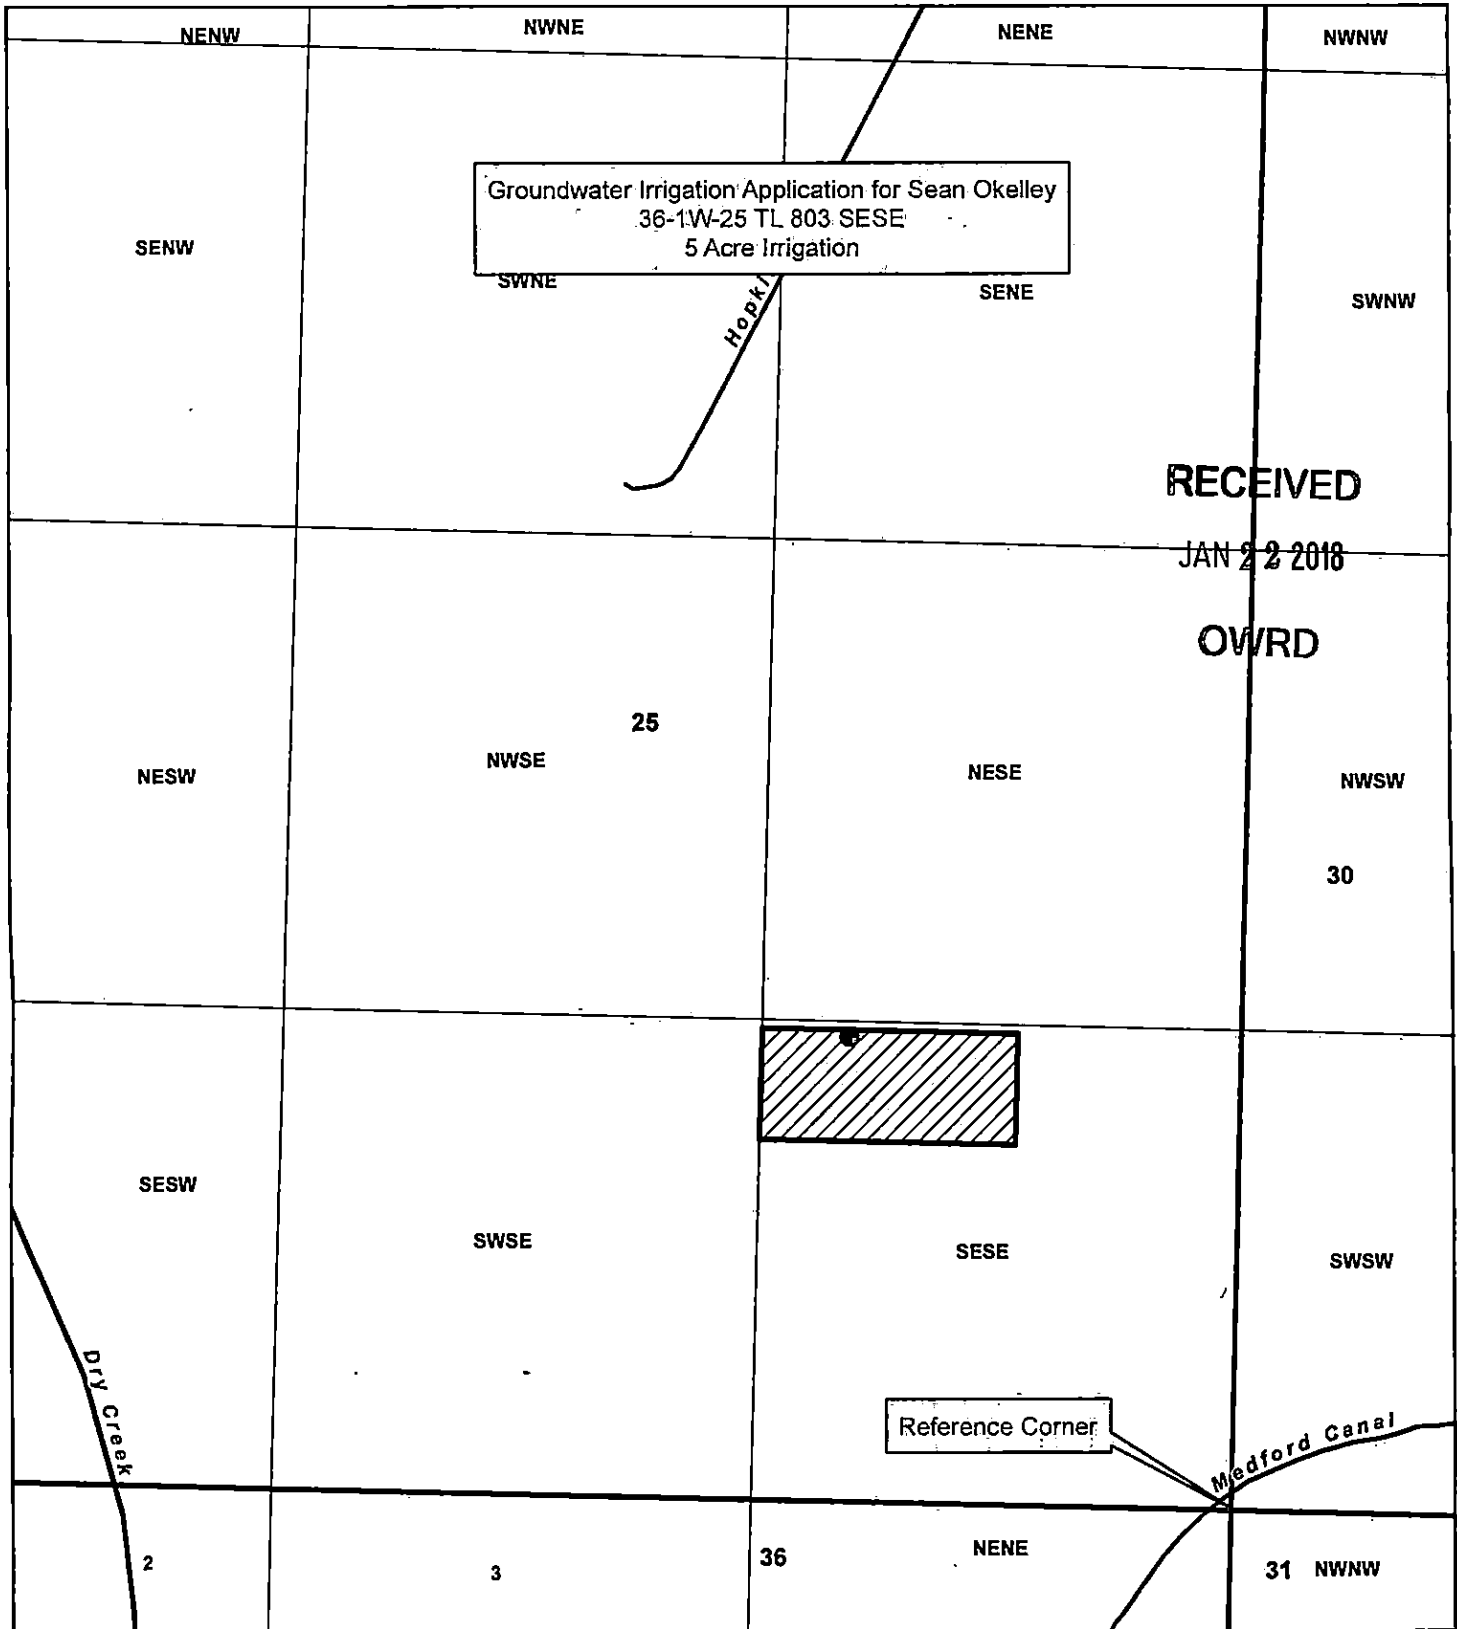 NENW
NWNE
NENE
NWNW
Groundwater Irrigation Application for Sean Okelley
36-1W-25 TL 803 SESE
5 Acre Irrigation
SENW
SWNE
SENE
SWNW
RECEIVED
JAN 22 2018
OWRD
25
NESW
NWSE
NESE
NWSW
30
SESW
SWSE
SESE
SWSW
Dry Creek
Reference Corner
Medford Canal
2
3
36
NENE
31
NWNW